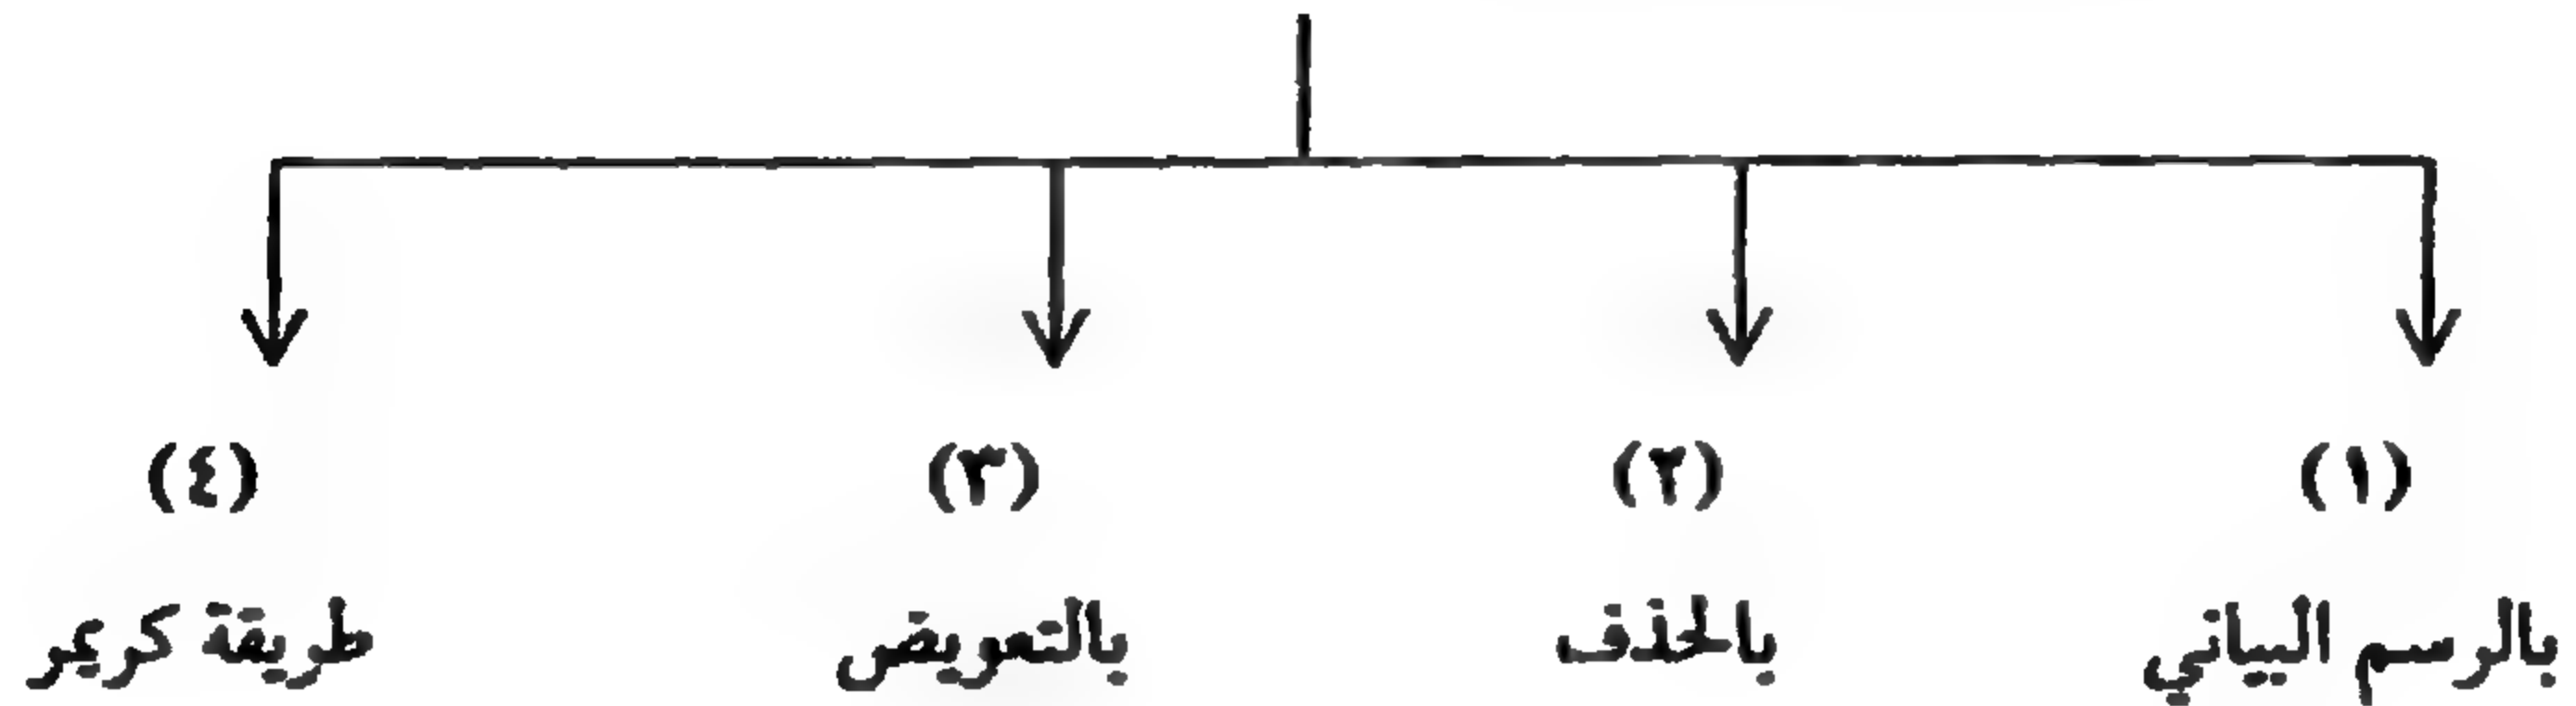 (١) (٢) (٣) (٤)
بالرسم البياني بالحذف بالتعويض طريقة كريمر